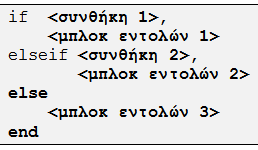 if <συνθήκη 1>,
<μπλοκ εντολών 1>
elseif <συνθήκη 2>,
<μπλοκ εντολών 2>
else
<μπλοκ εντολών 3>
end